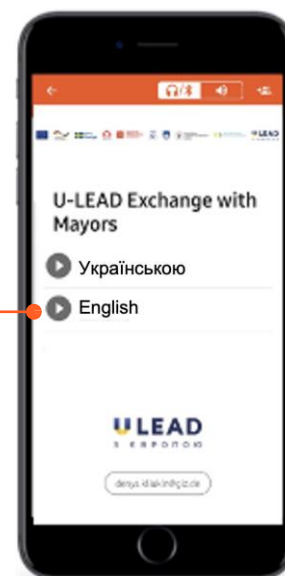 U-LEAD Exchange with
Mayors
Українською
English
U LEAD
З ЄВРОПОЮ